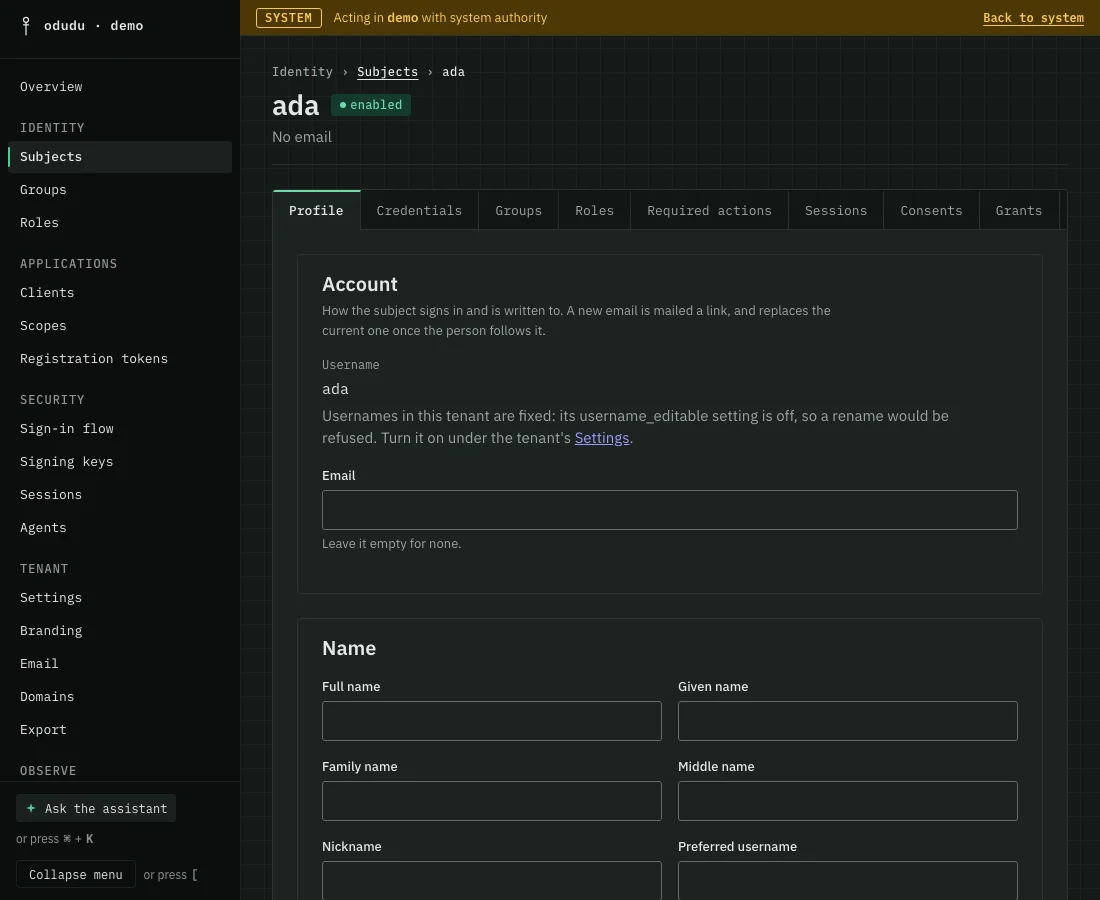 odudu · demo
SYSTEM Acting in demo with system authority Back to system
Overview
IDENTITY
Subjects
Groups
Roles
APPLICATIONS
Clients
Scopes
Registration tokens
SECURITY
Sign-in flow
Signing keys
Sessions
Agents
TENANT
Settings
Branding
Email
Domains
Export
OBSERVE
Ask the assistant
or press ⌘ + K
Collapse menu or press [
Identity › Subjects › ada
ada enabled
No email
Profile Credentials Groups Roles Required actions Sessions Consents Grants
Account
How the subject signs in and is written to. A new email is mailed a link, and replaces the
current one once the person follows it.
Username
ada
Usernames in this tenant are fixed: its username_editable setting is off, so a rename would be
refused. Turn it on under the tenant's Settings.
Email
Leave it empty for none.
Name
Full name Given name
Family name Middle name
Nickname Preferred username